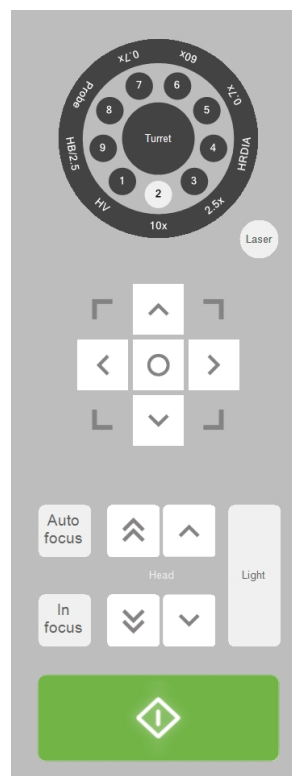 0.7x
60x
0.7x
HRDIA
2.5x
10x
HV
HB/2.5
Probe
7
6
8
5
Turret
9
4
1
2
3
Laser
Auto
focus
Head
Light
In
focus